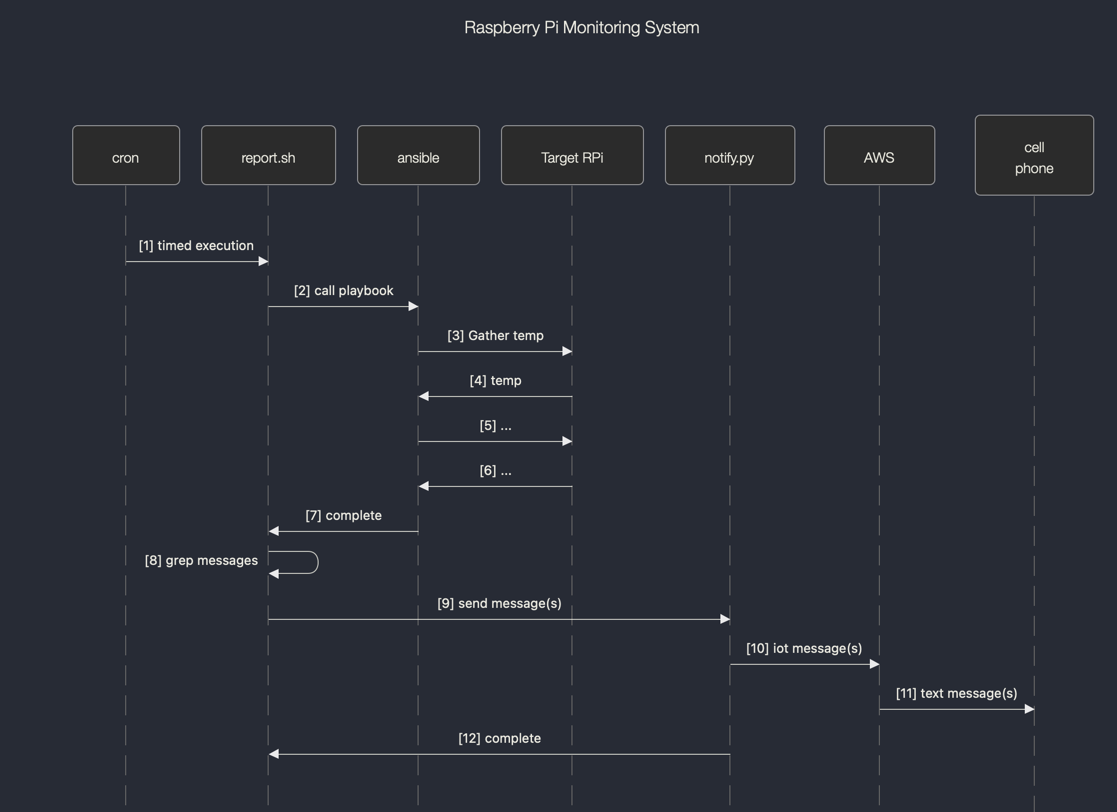 Raspberry Pi Monitoring System
cron
report.sh
ansible
Target RPi
notify.py
AWS
cell
phone
[1] timed execution
[2] call playbook
[3] Gather temp
[4] temp
[5] ...
[6] ...
[7] complete
[8] grep messages
[9] send message(s)
[10] iot message(s)
[11] text message(s)
[12] complete